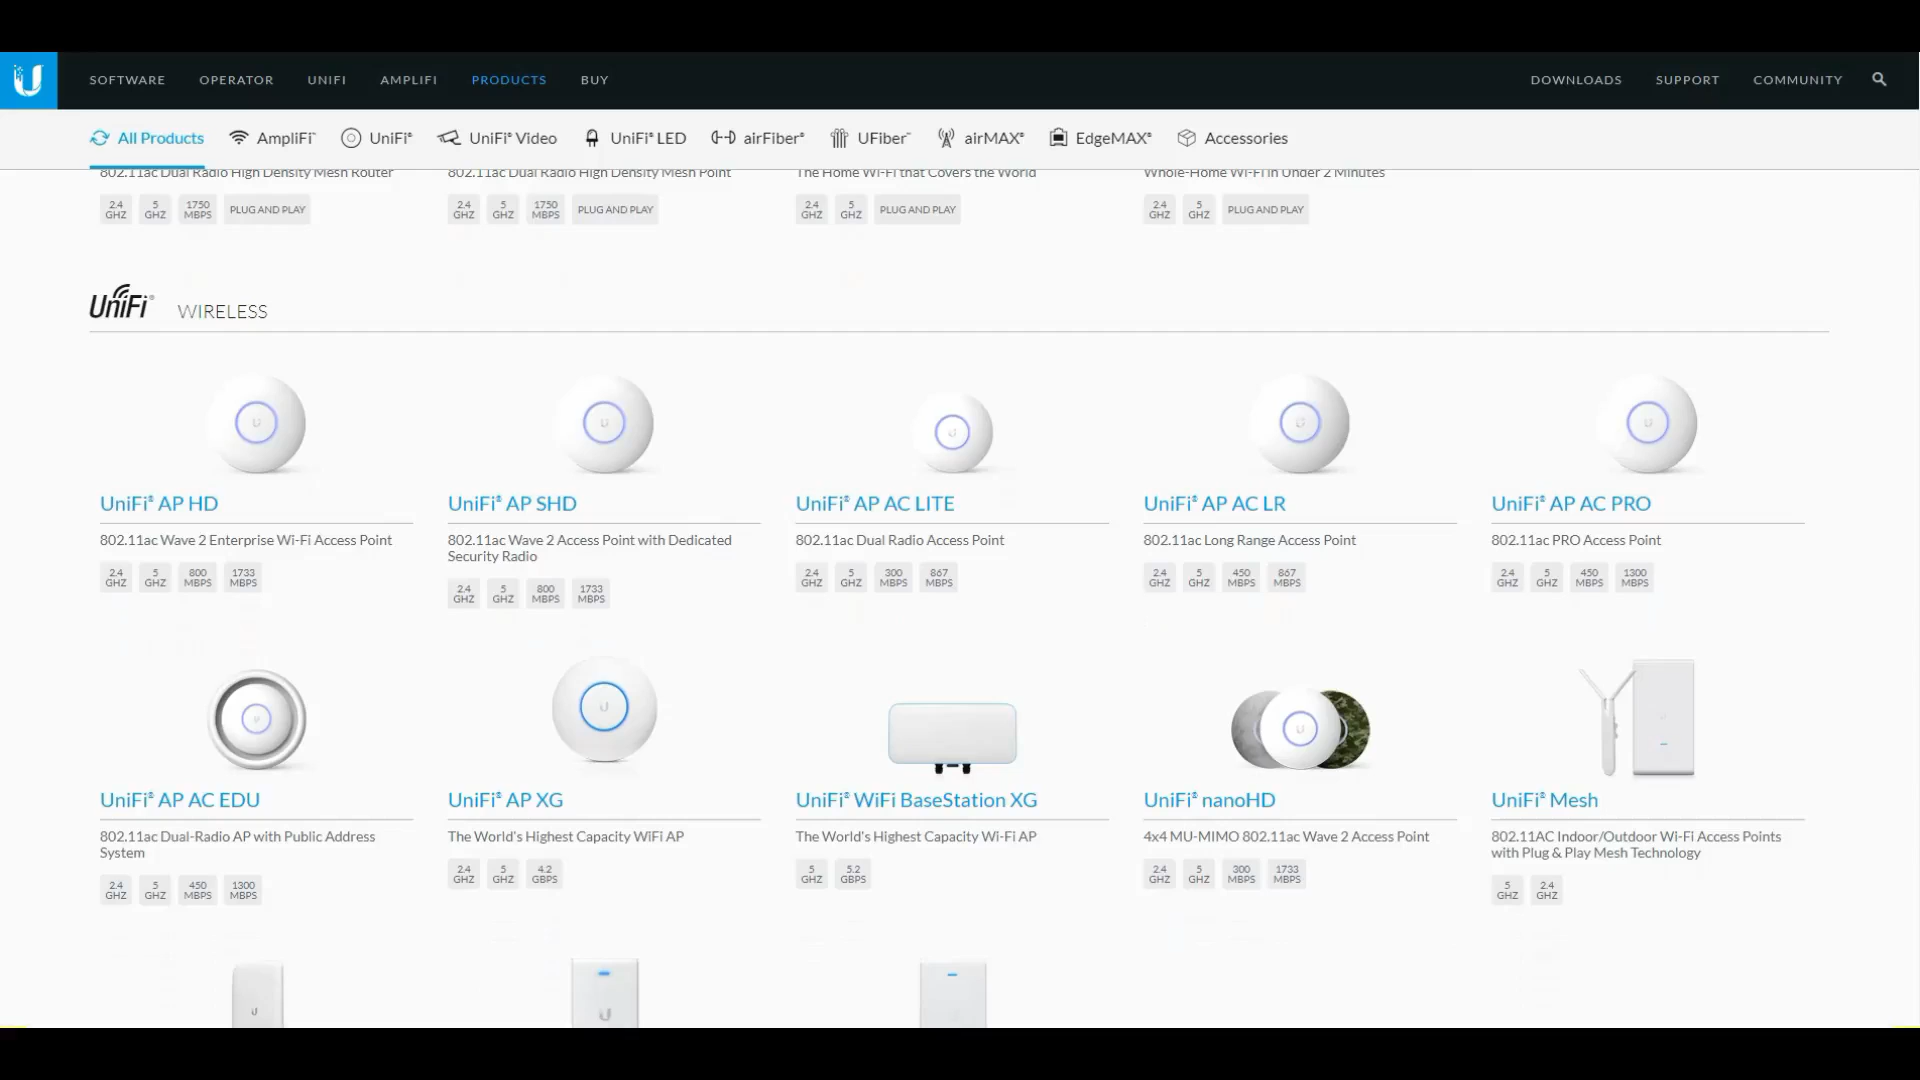 SOFTWARE OPERATOR UNIFI AMPLIFI PRODUCTS BUY DOWNLOADS SUPPORT COMMUNITY
All Products AmpliFi™ UniFi® UniFi® Video UniFi® LED airFiber® UFiber™ airMAX® EdgeMAX® Accessories
802.11ac Dual Radio High Density Mesh Router
2.4 GHZ 5 GHZ 1750 MBPS PLUG AND PLAY
802.11ac Dual Radio High Density Mesh Point
2.4 GHZ 5 GHZ 1750 MBPS PLUG AND PLAY
The Home Wi-Fi that Covers the World
2.4 GHZ 5 GHZ PLUG AND PLAY
Whole-Home Wi-Fi in Under 2 Minutes
2.4 GHZ 5 GHZ PLUG AND PLAY
UniFi® WIRELESS
UniFi® AP HD
802.11ac Wave 2 Enterprise Wi-Fi Access Point
2.4 GHZ 5 GHZ 800 MBPS 1733 MBPS
UniFi® AP SHD
802.11ac Wave 2 Access Point with Dedicated
Security Radio
2.4 GHZ 5 GHZ 800 MBPS 1733 MBPS
UniFi® AP AC LITE
802.11ac Dual Radio Access Point
2.4 GHZ 5 GHZ 300 MBPS 867 MBPS
UniFi® AP AC LR
802.11ac Long Range Access Point
2.4 GHZ 5 GHZ 450 MBPS 867 MBPS
UniFi® AP AC PRO
802.11ac PRO Access Point
2.4 GHZ 5 GHZ 450 MBPS 1300 MBPS
UniFi® AP AC EDU
802.11ac Dual-Radio AP with Public Address
System
2.4 GHZ 5 GHZ 450 MBPS 1300 MBPS
UniFi® AP XG
The World's Highest Capacity WiFi AP
2.4 GHZ 5 GHZ 4.2 GBPS
UniFi® WiFi BaseStation XG
The World's Highest Capacity Wi-Fi AP
5 GHZ 5.2 GBPS
UniFi® nanoHD
4x4 MU-MIMO 802.11ac Wave 2 Access Point
2.4 GHZ 5 GHZ 300 MBPS 1733 MBPS
UniFi® Mesh
802.11AC Indoor/Outdoor Wi-Fi Access Points
with Plug & Play Mesh Technology
5 GHZ 2.4 GHZ